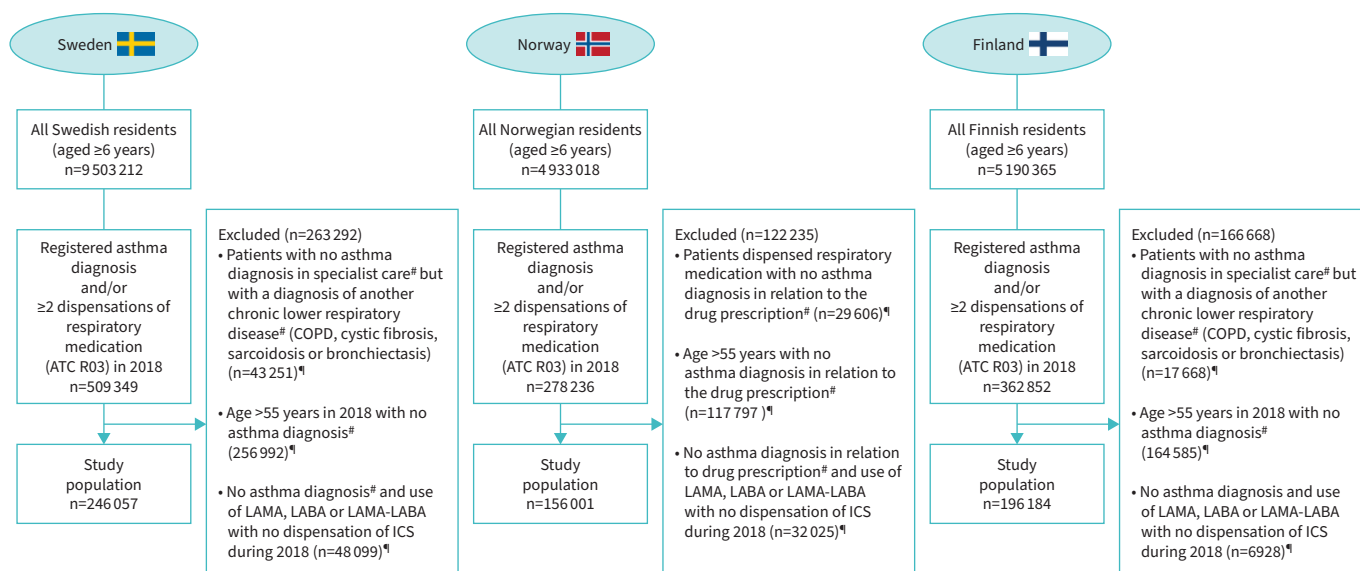 Sweden
All Swedish residents
(aged ≥6 years)
n=9 503 212
Registered asthma
diagnosis
and/or
≥2 dispensations of
respiratory
medication
(ATC R03) in 2018
n=509 349
Study
population
n=246 057
Excluded (n=263 292)
• Patients with no asthma
diagnosis in specialist care# but
with a diagnosis of another
chronic lower respiratory
disease# (COPD, cystic fibrosis,
sarcoidosis or bronchiectasis)
(n=43 251)¶
• Age >55 years in 2018 with no
asthma diagnosis#
(256 992)¶
• No asthma diagnosis# and use
of LAMA, LABA or LAMA-LABA
with no dispensation of ICS
during 2018 (n=48 099)¶
Norway
All Norwegian residents
(aged ≥6 years)
n=4 933 018
Registered asthma
diagnosis
and/or
≥2 dispensations of
respiratory
medication
(ATC R03) in 2018
n=278 236
Study
population
n=156 001
Excluded (n=122 235)
• Patients dispensed respiratory
medication with no asthma
diagnosis in relation to the
drug prescription# (n=29 606)¶
• Age >55 years with no
asthma diagnosis in relation to
the drug prescription#
(n=117 797 )¶
• No asthma diagnosis in relation
to drug prescription# and use of
LAMA, LABA or LAMA-LABA
with no dispensation of ICS
during 2018 (n=32 025)¶
Finland
All Finnish residents
(aged ≥6 years)
n=5 190 365
Registered asthma
diagnosis
and/or
≥2 dispensations of
respiratory
medication
(ATC R03) in 2018
n=362 852
Study
population
n=196 184
Excluded (n=166 668)
• Patients with no asthma
diagnosis in specialist care# but
with a diagnosis of another
chronic lower respiratory
disease# (COPD, cystic fibrosis,
sarcoidosis or bronchiectasis)
(n=17 668)¶
• Age >55 years in 2018 with no
asthma diagnosis#
(164 585)¶
• No asthma diagnosis and use
of LAMA, LABA or LAMA-LABA
with no dispensation of ICS
during 2018 (n=6928)¶